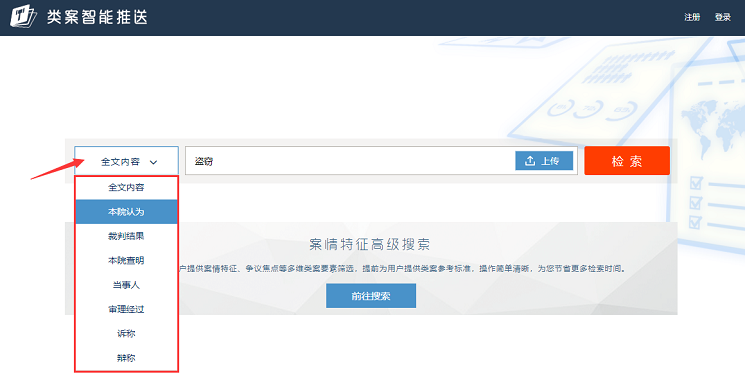 类案智能推送
注册 登录
全文内容
盗窃
上传
检索
全文内容
本院认为
裁判结果
本院查明
当事人
审理经过
诉称
辩称
案情特征高级搜索
户提供案情特征、争议焦点等多维类案要素筛选，提前为用户提供类案参考标准，操作简单清晰，为您节省更多检索时间。
前往搜索